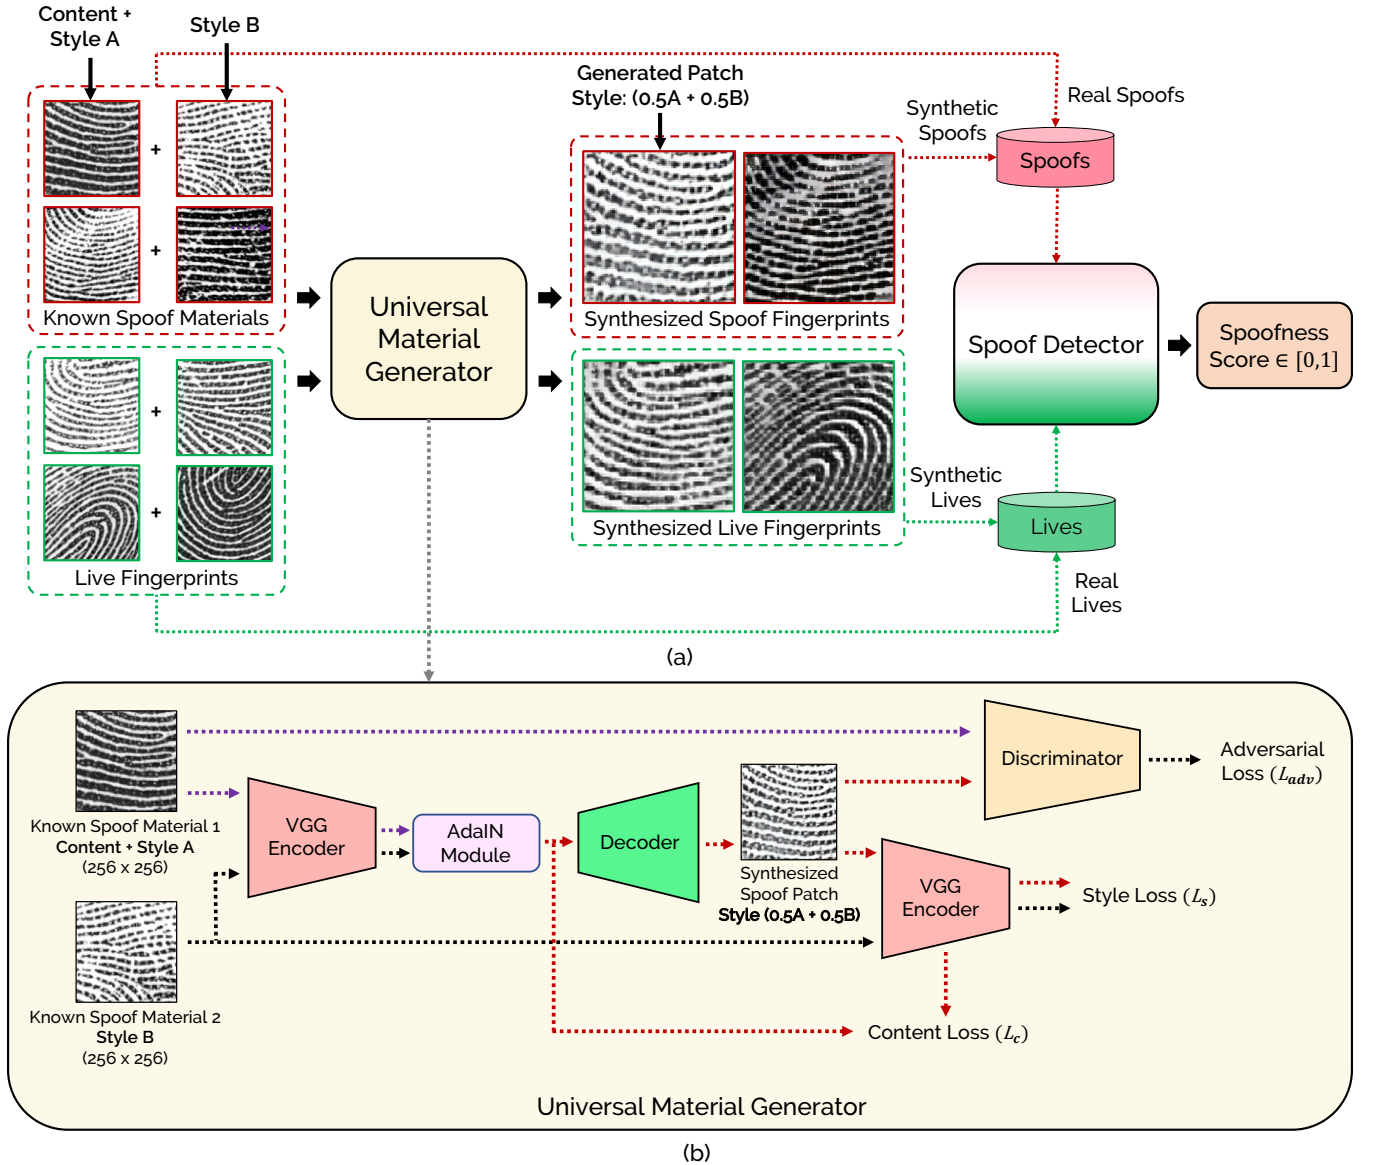 Content +
Style A
Style B
Generated Patch
Style: (0.5A + 0.5B)
Synthetic
Spoofs
Real Spoofs
Spoofs
+
+
Known Spoof Materials
Universal
Material
Generator
Synthesized Spoof Fingerprints
Spoof Detector
Spoofness
Score ∈ [0,1]
+
+
Live Fingerprints
Synthesized Live Fingerprints
Synthetic
Lives
Lives
Real
Lives
(a)
Known Spoof Material 1
Content + Style A
(256 x 256)
VGG
Encoder
AdaIN
Module
Decoder
Synthesized
Spoof Patch
Style (0.5A + 0.5B)
Discriminator
Adversarial
Loss (L_adv)
VGG
Encoder
Style Loss (L_s)
Content Loss (L_c)
Known Spoof Material 2
Style B
(256 x 256)
Universal Material Generator
(b)